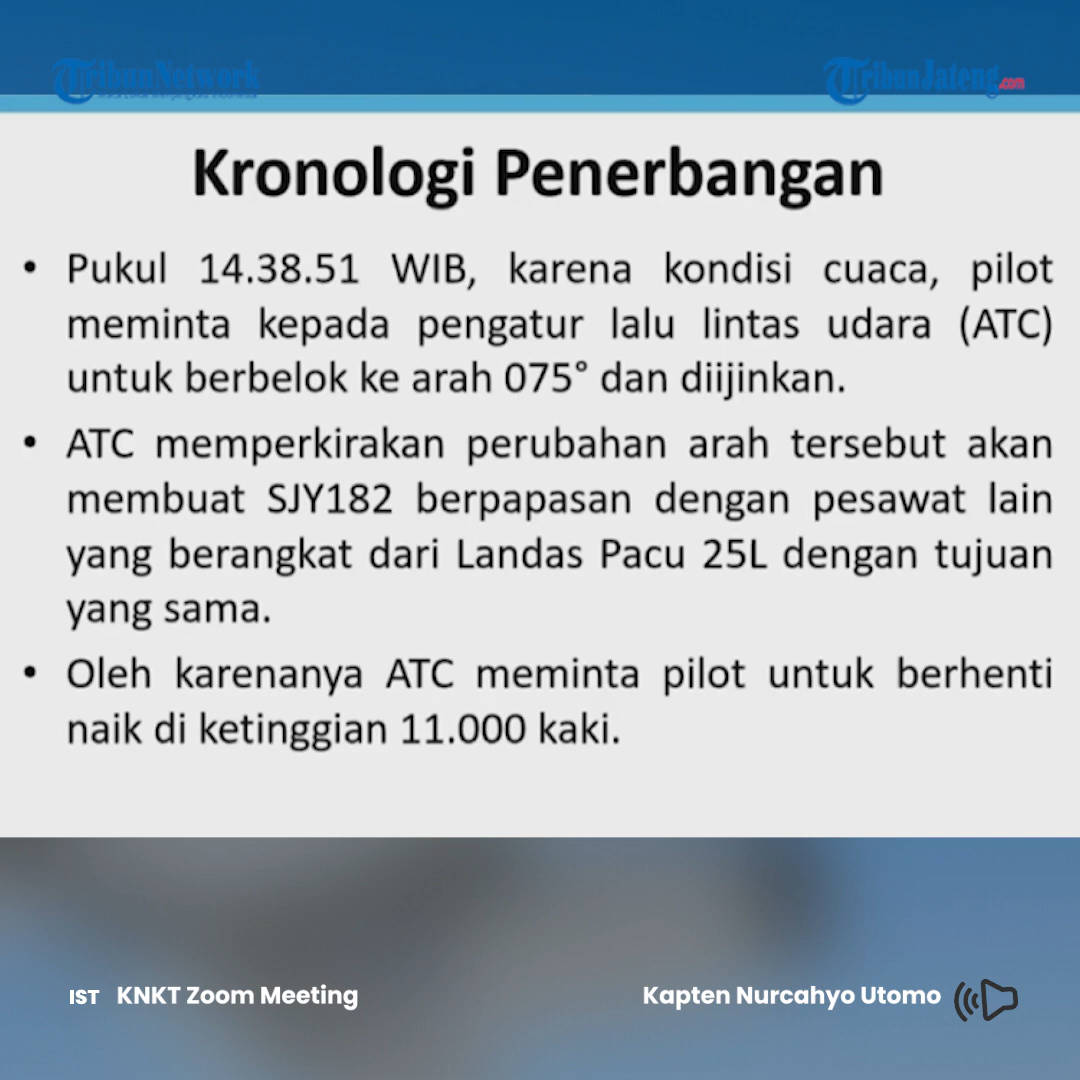 TribunNetwork
TribunJateng.com
Kronologi Penerbangan
• Pukul 14.38.51 WIB, karena kondisi cuaca, pilot
meminta kepada pengatur lalu lintas udara (ATC)
untuk berbelok ke arah 075° dan diijinkan.
• ATC memperkirakan perubahan arah tersebut akan
membuat SJY182 berpapasan dengan pesawat lain
yang berangkat dari Landas Pacu 25L dengan tujuan
yang sama.
• Oleh karenanya ATC meminta pilot untuk berhenti
naik di ketinggian 11.000 kaki.
IST KNKT Zoom Meeting
Kapten Nurcahyo Utomo